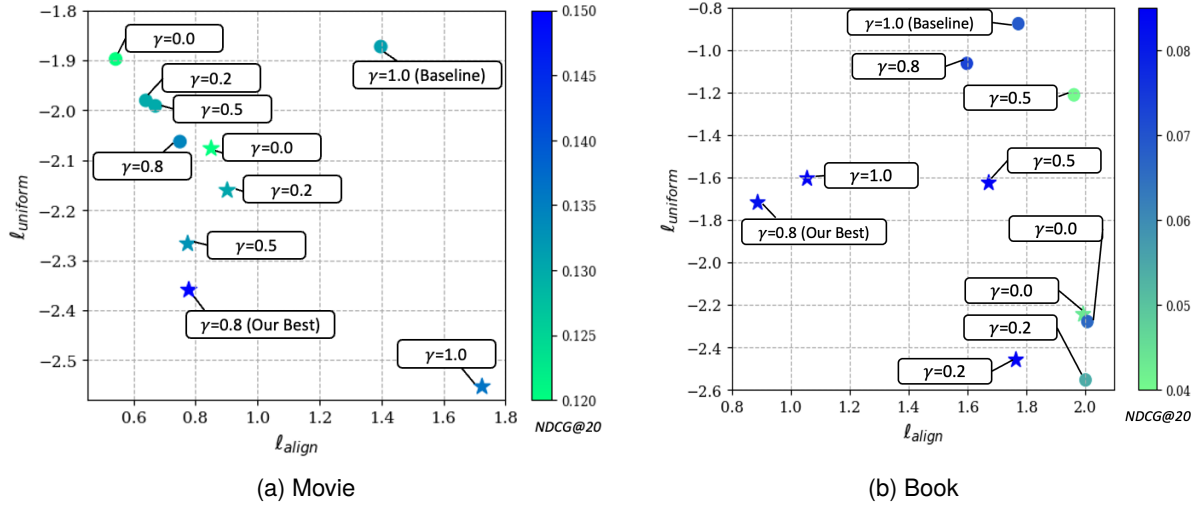 −1.8
−1.9
−2.0
−2.1
−2.2
−2.3
−2.4
−2.5
ℓuniform
0.6
0.8
1.0
1.2
1.4
1.6
1.8
ℓalign
γ=0.0
γ=0.2
γ=0.5
γ=0.8
γ=1.0 (Baseline)
γ=0.0
γ=0.2
γ=0.5
γ=0.8 (Our Best)
γ=1.0
0.150
0.145
0.140
0.135
0.130
0.125
0.120
NDCG@20
(a) Movie
−0.8
−1.0
−1.2
−1.4
−1.6
−1.8
−2.0
−2.2
−2.4
−2.6
ℓuniform
0.8
1.0
1.2
1.4
1.6
1.8
2.0
ℓalign
γ=1.0 (Baseline)
γ=0.8
γ=0.5
γ=0.5
γ=1.0
γ=0.8 (Our Best)
γ=0.0
γ=0.0
γ=0.2
γ=0.2
0.08
0.07
0.06
0.05
0.04
NDCG@20
(b) Book